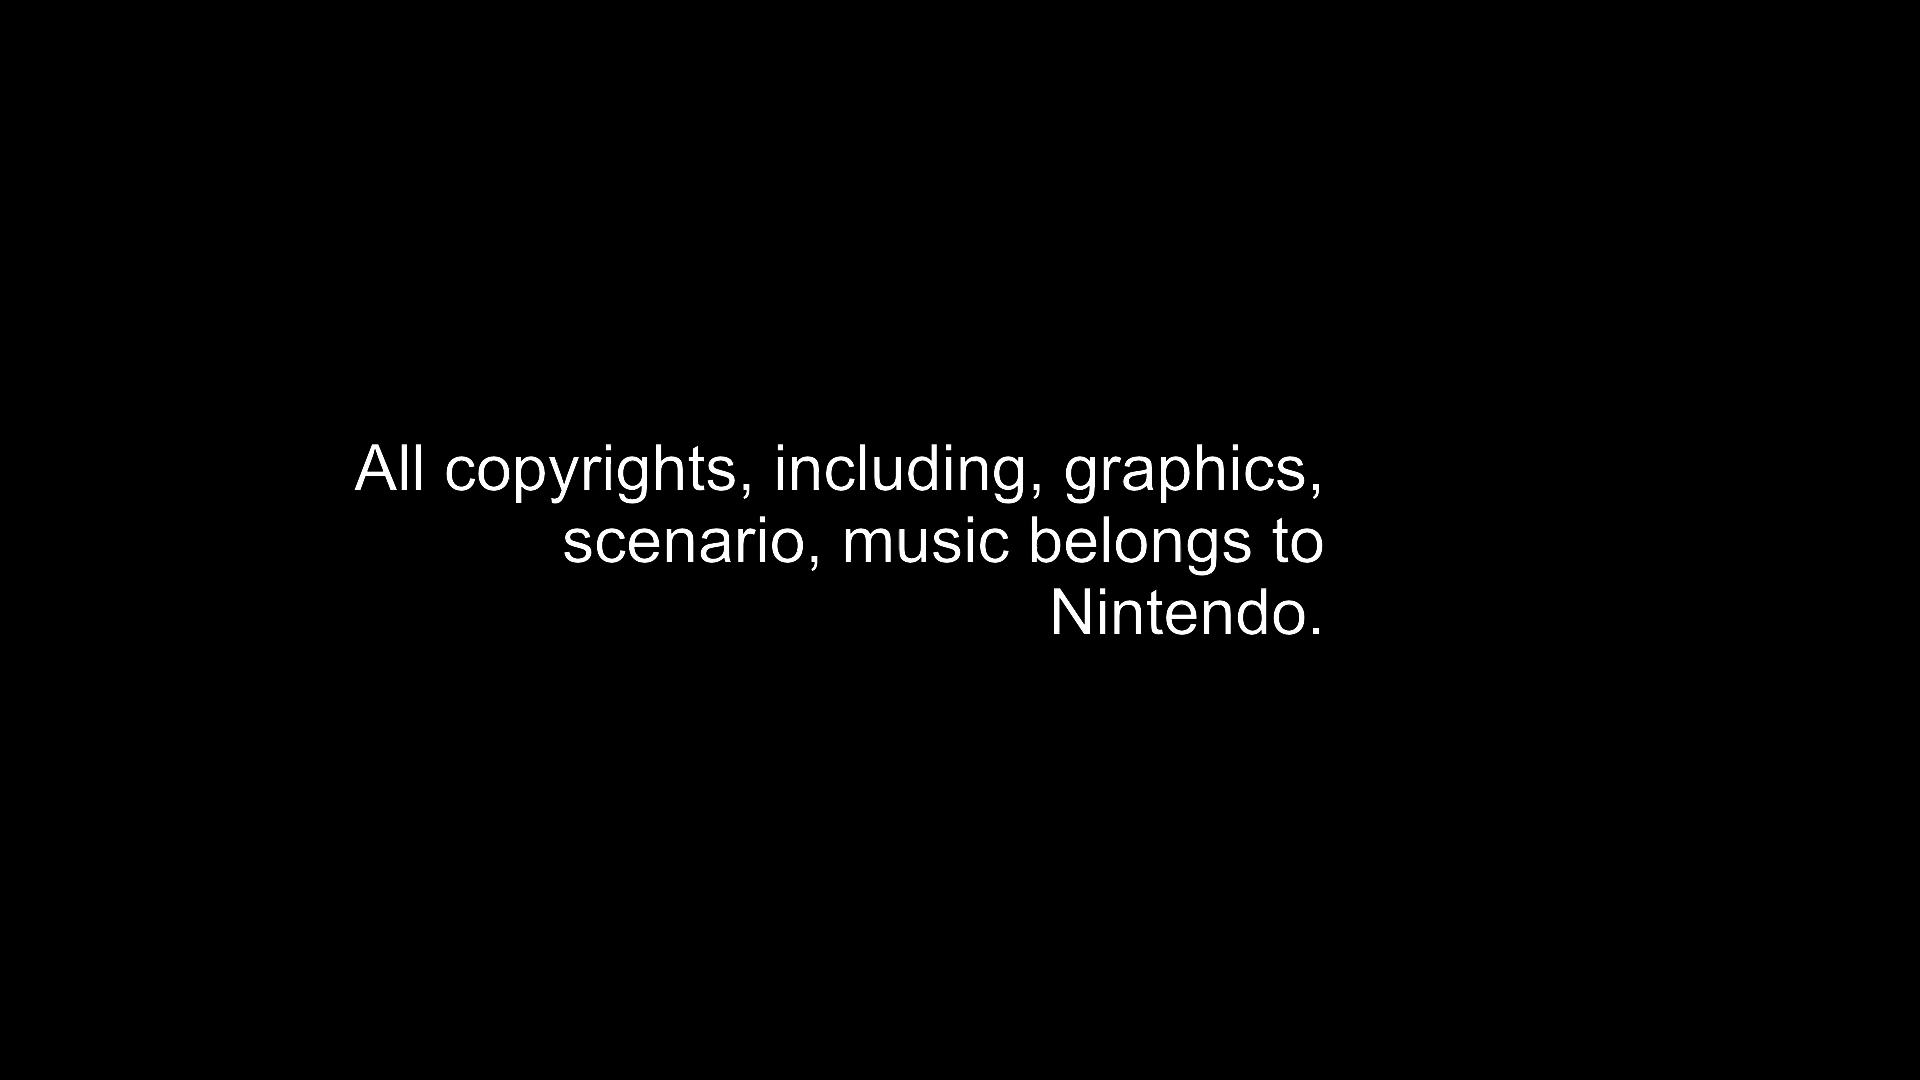 All copyrights, including, graphics,
scenario, music belongs to
Nintendo.